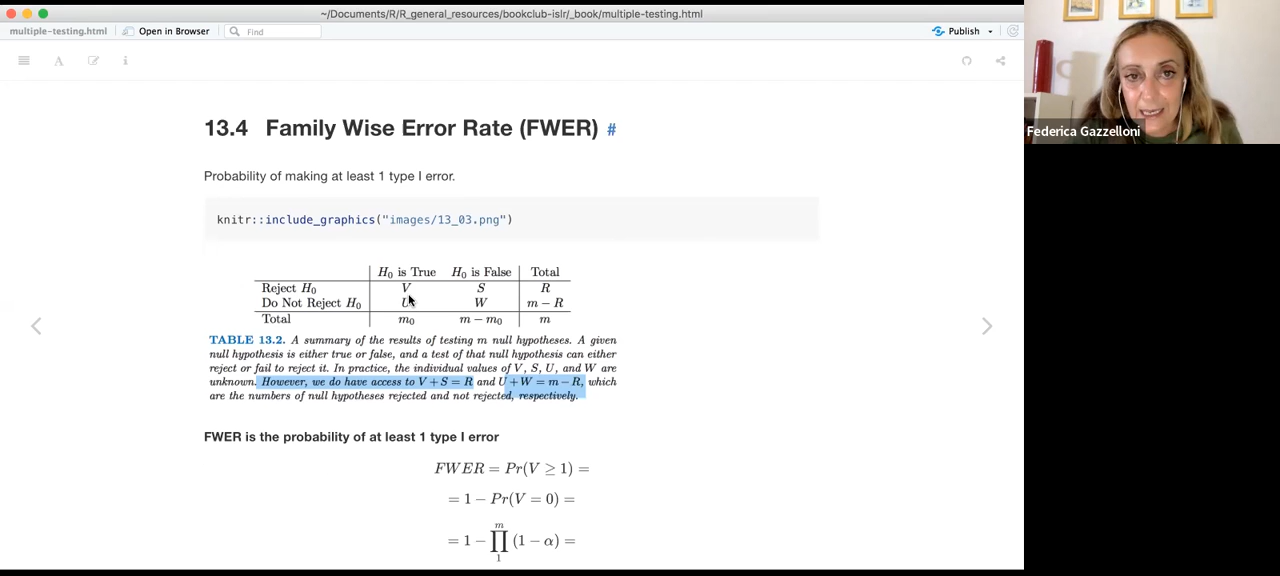 ~/Documents/R/R_general_resources/bookclub-islr/_book/multiple-testing.html
multiple-testing.html Open in Browser Find Publish
A i
13.4 Family Wise Error Rate (FWER) #
Probability of making at least 1 type I error.
knitr::include_graphics("images/13_03.png")
H₀ is True H₀ is False Total
Reject H₀ V S R
Do Not Reject H₀ U W m − R
Total m₀ m − m₀ m
TABLE 13.2. A summary of the results of testing m null hypotheses. A given
null hypothesis is either true or false, and a test of that null hypothesis can either
reject or fail to reject it. In practice, the individual values of V, S, U, and W are
unknown. However, we do have access to V + S = R and U + W = m − R, which
are the numbers of null hypotheses rejected and not rejected, respectively.
FWER is the probability of at least 1 type I error
FWER = Pr(V ≥ 1) =
= 1 − Pr(V = 0) =
= 1 − ∏₁ᵐ (1 − α) =
Federica Gazzelloni